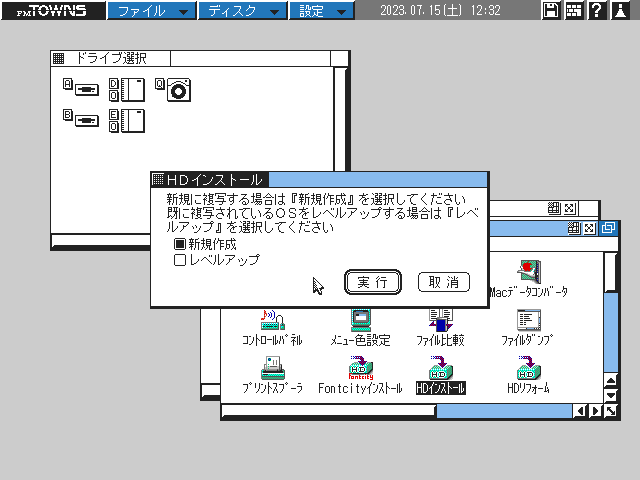 FMTOWNS ファイル ディスク 設定 2023.07.15(土) 12:32
ドライブ選択
A D 0 Q
B E 0
HDインストール
新規に複写する場合は『新規作成』を選択してください
既に複写されているOSをレベルアップする場合は『レベ
ルアップ』を選択してください
新規作成
レベルアップ
実行 取消
Macデータコンバータ
コントロールパネル メニュー色設定 ファイル比較 ファイルダンプ
プリントスプーラ Fontcityインストール HDインストール HDリフォーム